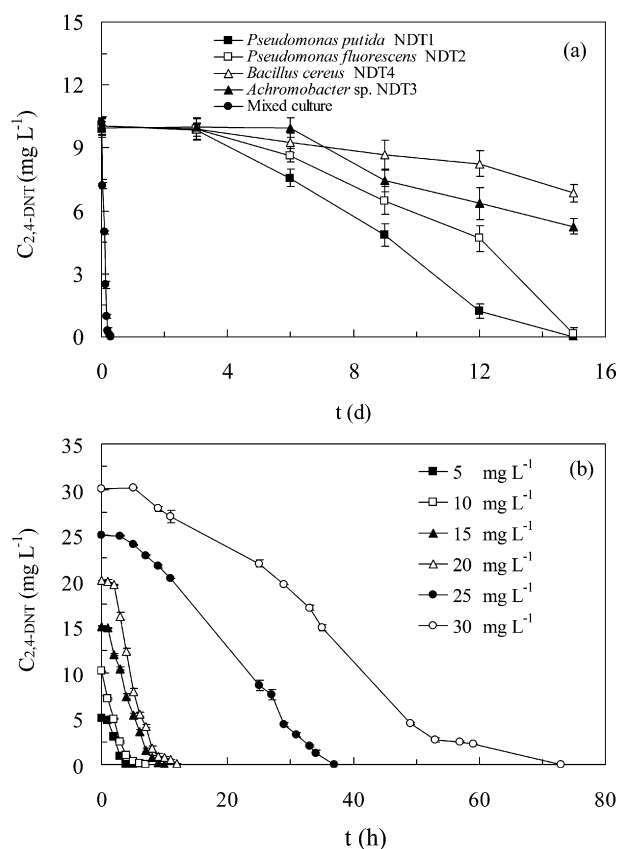 15
Pseudomonas putida NDT1
(a)
Pseudomonas fluorescens NDT2
12
Bacillus cereus NDT4
Achromobacter sp. NDT3
Mixed culture
9
6
3
0
C2,4-DNT (mg L-1)
0 4 8 12 16
t (d)
35
5 mg L-1
(b)
30
10 mg L-1
25
15 mg L-1
20
20 mg L-1
15
25 mg L-1
10
30 mg L-1
5
0
C2,4-DNT (mg L-1)
0 20 40 60 80
t (h)